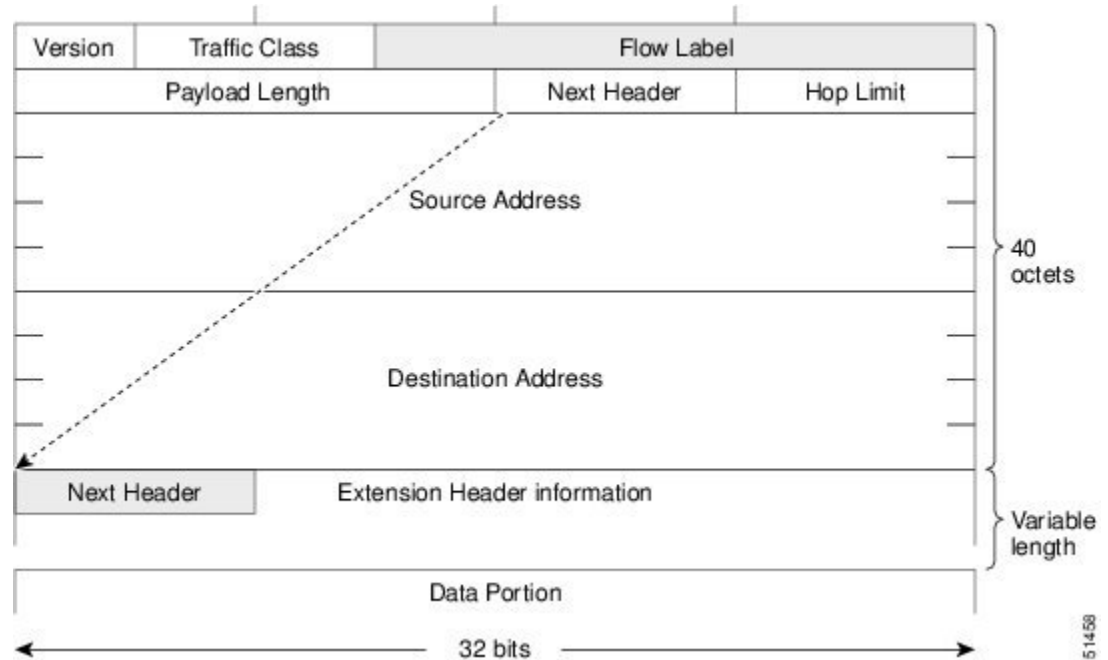 Version Traffic Class Flow Label
Payload Length Next Header Hop Limit
Source Address
40
octets
Destination Address
Next Header Extension Header information
Variable
length
Data Portion
32 bits
51458